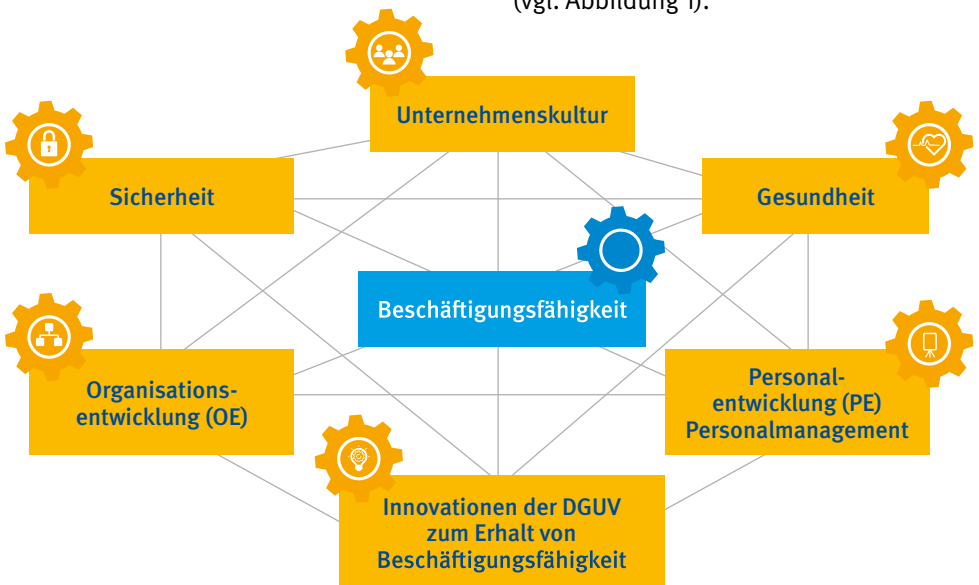 (vgl. Abbildung 1).
Unternehmenskultur
Sicherheit
Gesundheit
Beschäftigungsfähigkeit
Organisations-
entwicklung (OE)
Personal-
entwicklung (PE)
Personalmanagement
Innovationen der DGUV
zum Erhalt von
Beschäftigungsfähigkeit